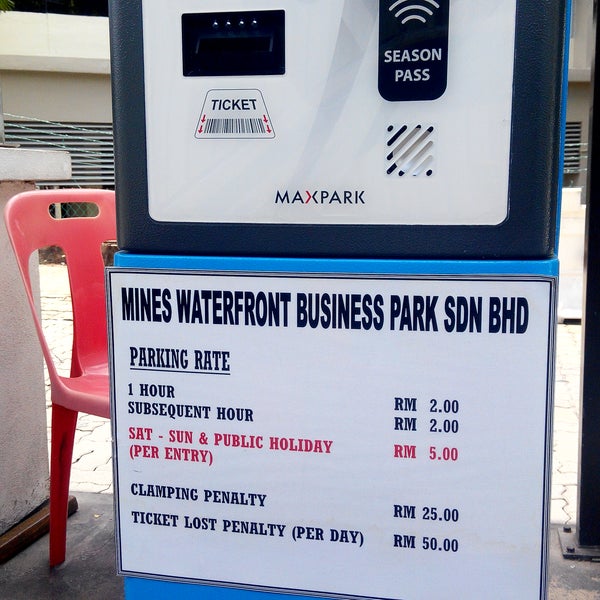 SEASON
PASS
TICKET
MAXPARK
MINES WATERFRONT BUSINESS PARK SDN BHD
PARKING RATE
1 HOUR RM 2.00
SUBSEQUENT HOUR RM 2.00
SAT - SUN & PUBLIC HOLIDAY
(PER ENTRY) RM 5.00
CLAMPING PENALTY RM 25.00
TICKET LOST PENALTY (PER DAY) RM 50.00